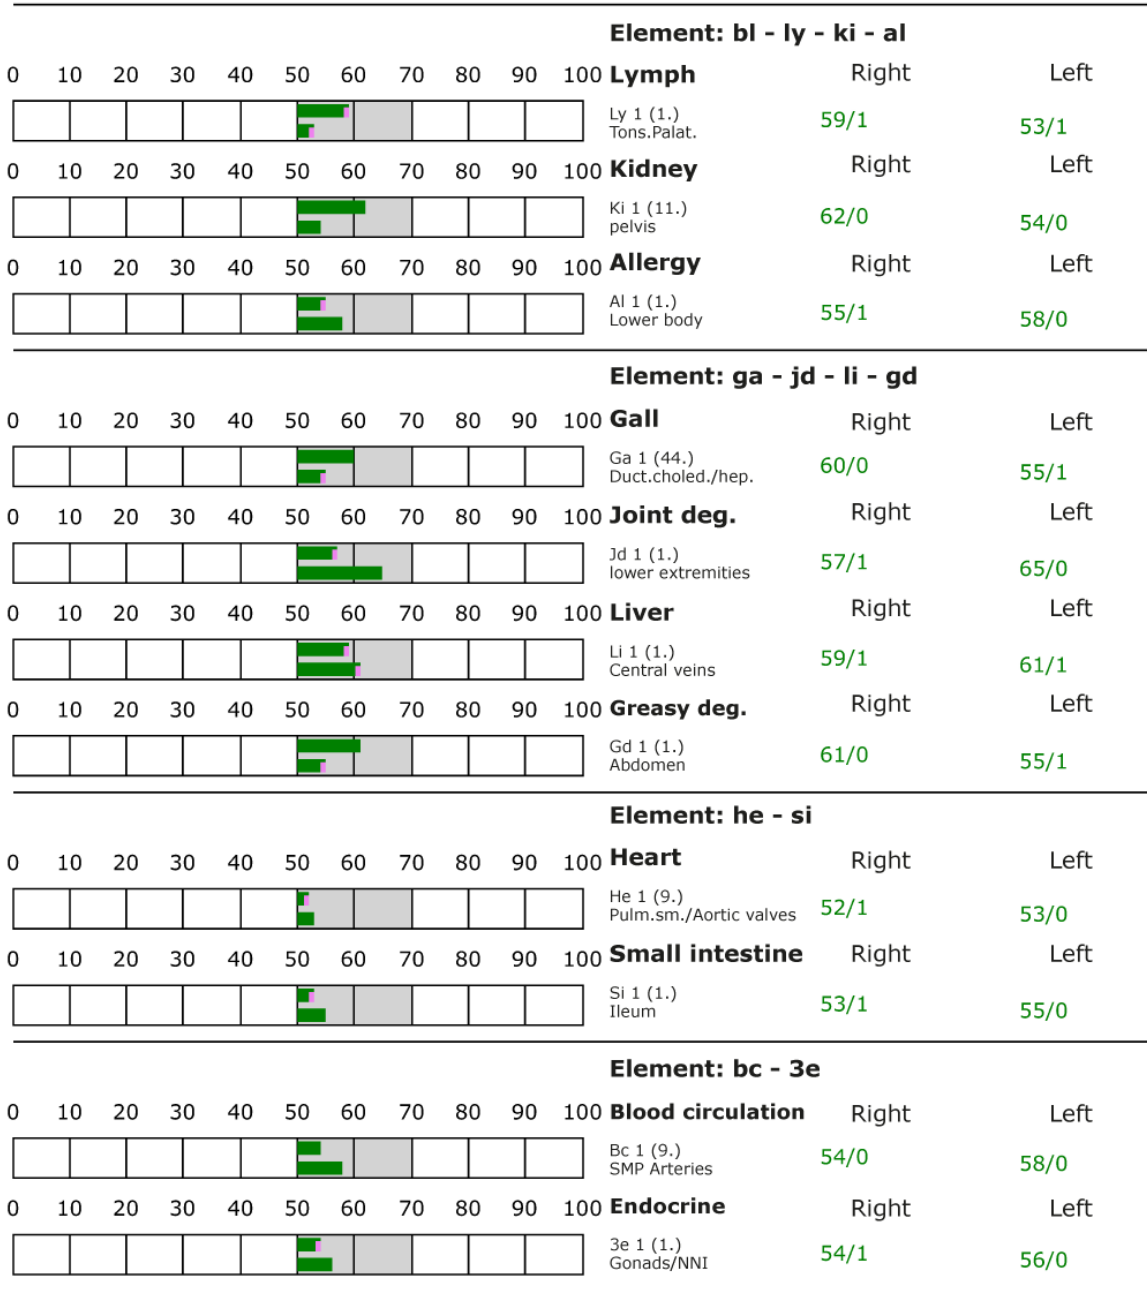 Element: bl - ly - ki - al
0 10 20 30 40 50 60 70 80 90 100 Lymph Right Left
Ly 1 (1.) 59/1 53/1
Tons.Palat.
0 10 20 30 40 50 60 70 80 90 100 Kidney Right Left
Ki 1 (11.) 62/0 54/0
pelvis
0 10 20 30 40 50 60 70 80 90 100 Allergy Right Left
Al 1 (1.) 55/1 58/0
Lower body
Element: ga - jd - li - gd
0 10 20 30 40 50 60 70 80 90 100 Gall Right Left
Ga 1 (44.) 60/0 55/1
Duct.choled./hep.
0 10 20 30 40 50 60 70 80 90 100 Joint deg. Right Left
Jd 1 (1.) 57/1 65/0
lower extremities
0 10 20 30 40 50 60 70 80 90 100 Liver Right Left
Li 1 (1.) 59/1 61/1
Central veins
0 10 20 30 40 50 60 70 80 90 100 Greasy deg. Right Left
Gd 1 (1.) 61/0 55/1
Abdomen
Element: he - si
0 10 20 30 40 50 60 70 80 90 100 Heart Right Left
He 1 (9.) 52/1 53/0
Pulm.sm./Aortic valves
0 10 20 30 40 50 60 70 80 90 100 Small intestine Right Left
Si 1 (1.) 53/1 55/0
Ileum
Element: bc - 3e
0 10 20 30 40 50 60 70 80 90 100 Blood circulation Right Left
Bc 1 (9.) 54/0 58/0
SMP Arteries
0 10 20 30 40 50 60 70 80 90 100 Endocrine Right Left
3e 1 (1.) 54/1 56/0
Gonads/NNI